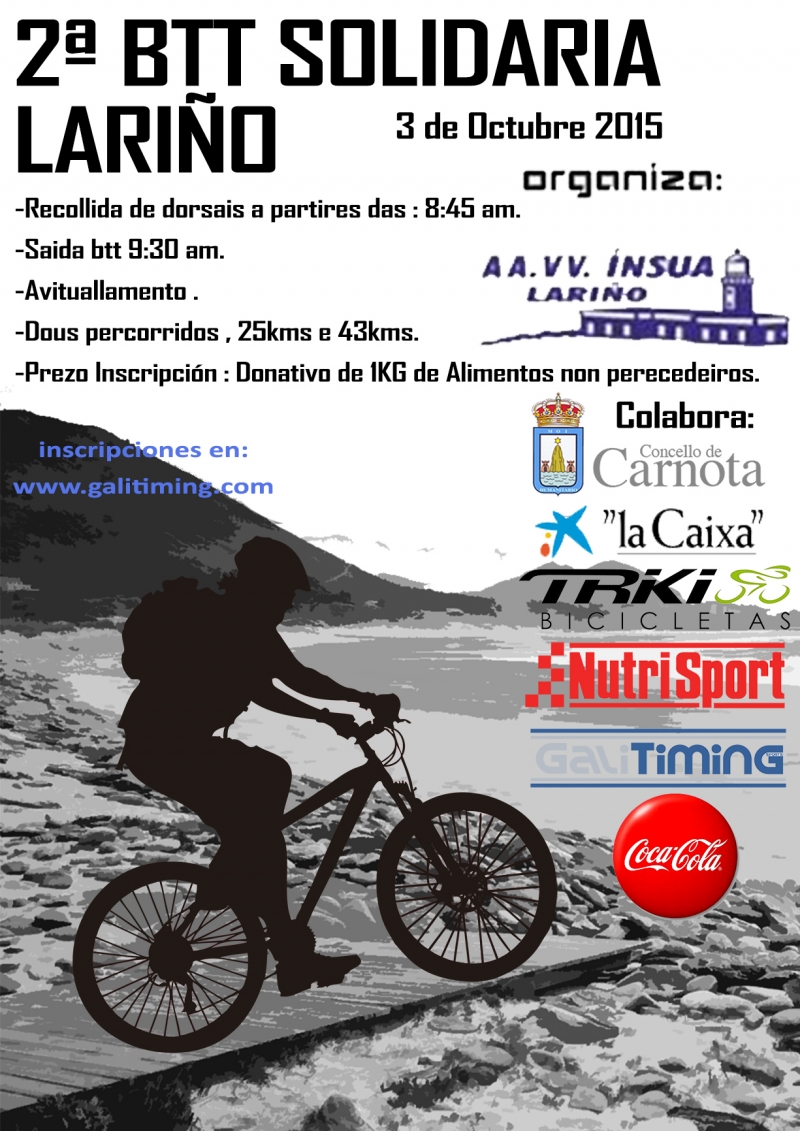 2ª BTT SOLIDARIA
LARIÑO
3 de Octubre 2015
organiza:
-Recollida de dorsais a partires das : 8:45 am.
-Saida btt 9:30 am.
-Avituallamento .
-Dous percorridos , 25kms e 43kms.
-Prezo Inscripción : Donativo de 1KG de Alimentos non perecedeiros.
AA.VV. ÍNSUA
LARIÑO
inscripciones en:
www.galitiming.com
Colabora:
Concello de
Carnota
"la Caixa"
TRKI
BICICLETAS
NutriSport
GaliTiming
Coca-Cola